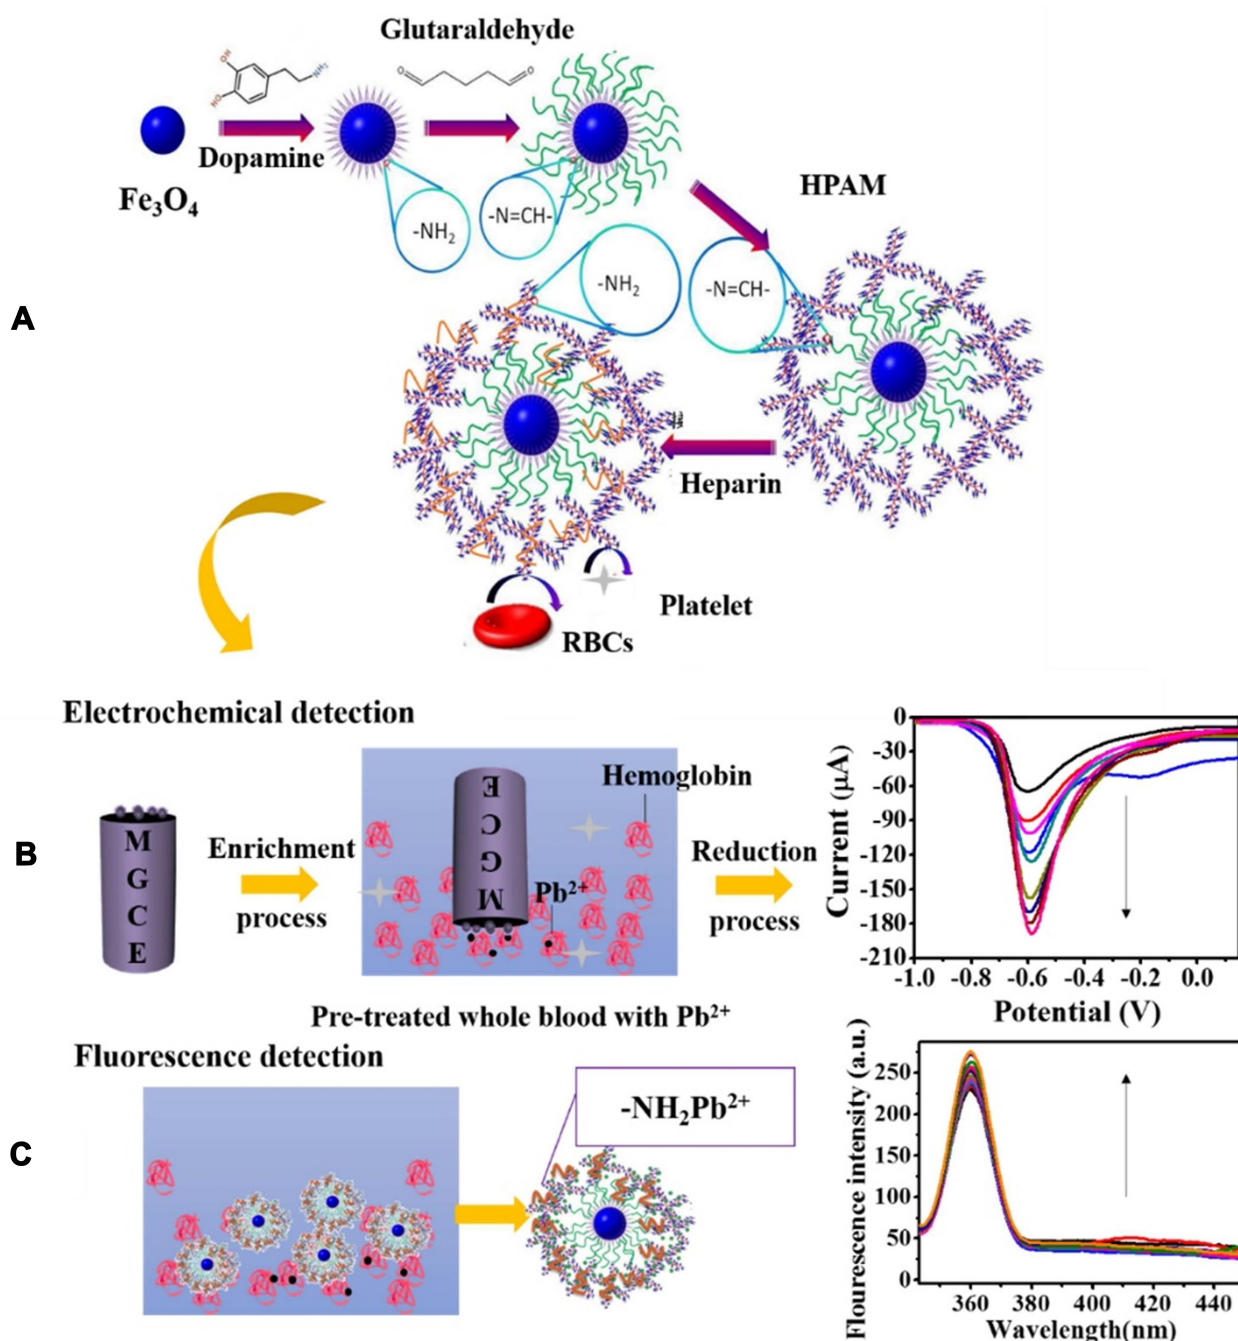 Glutaraldehyde
OH
HO
NH₂
O
O
Dopamine
Fe₃O₄
HPAM
-NH₂
-N=CH-
-NH₂
-N=CH-
A
Heparin
Platelet
RBCs
Electrochemical detection
B
M
G
C
E
Enrichment
process
Hemoglobin
M
G
C
E
Pb²⁺
Reduction
process
Current (μA)
0
-30
-60
-90
-120
-150
-180
-210
-1.0 -0.8 -0.6 -0.4 -0.2 0.0
Potential (V)
Pre-treated whole blood with Pb²⁺
Fluorescence detection
C
-NH₂Pb²⁺
Flourescence intensity (a.u.)
250
200
150
100
50
0
360 380 400 420 440
Wavelength(nm)